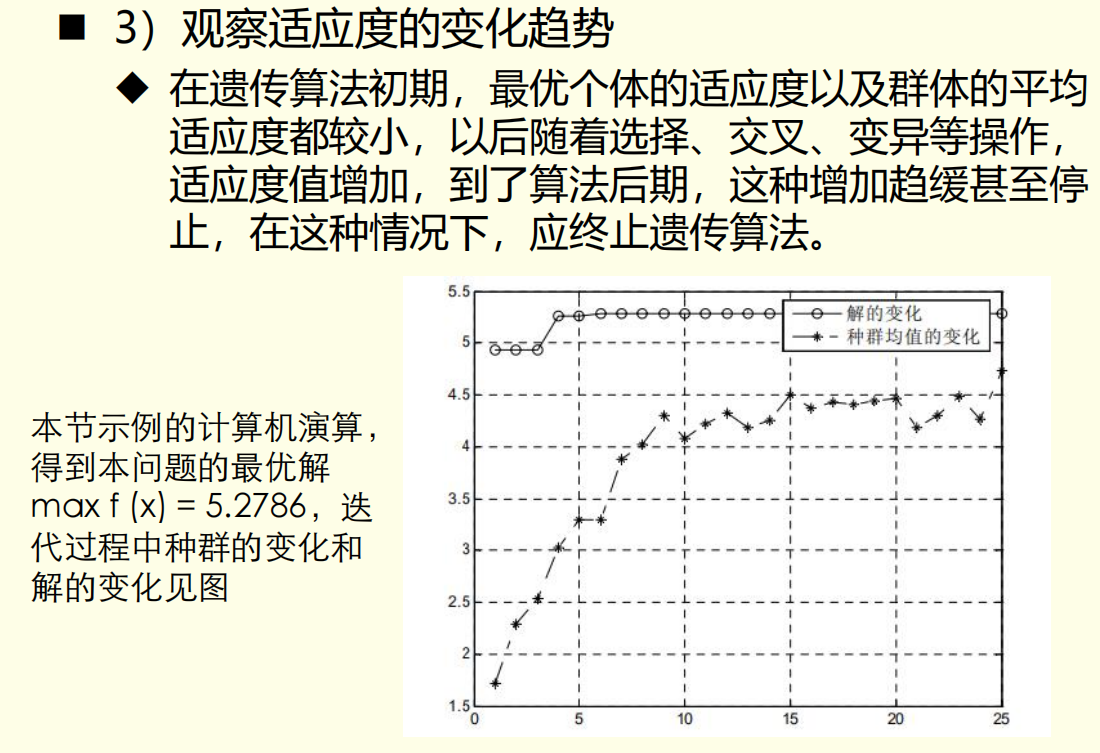 3）观察适应度的变化趋势
在遗传算法初期，最优个体的适应度以及群体的平均
适应度都较小，以后随着选择、交叉、变异等操作，
适应度值增加，到了算法后期，这种增加趋缓甚至停
止，在这种情况下，应终止遗传算法。
本节示例的计算机演算，
得到本问题的最优解
max f (x) = 5.2786，迭
代过程中种群的变化和
解的变化见图
5.5
5
4.5
4
3.5
3
2.5
2
1.5
解的变化
种群均值的变化
0 5 10 15 20 25